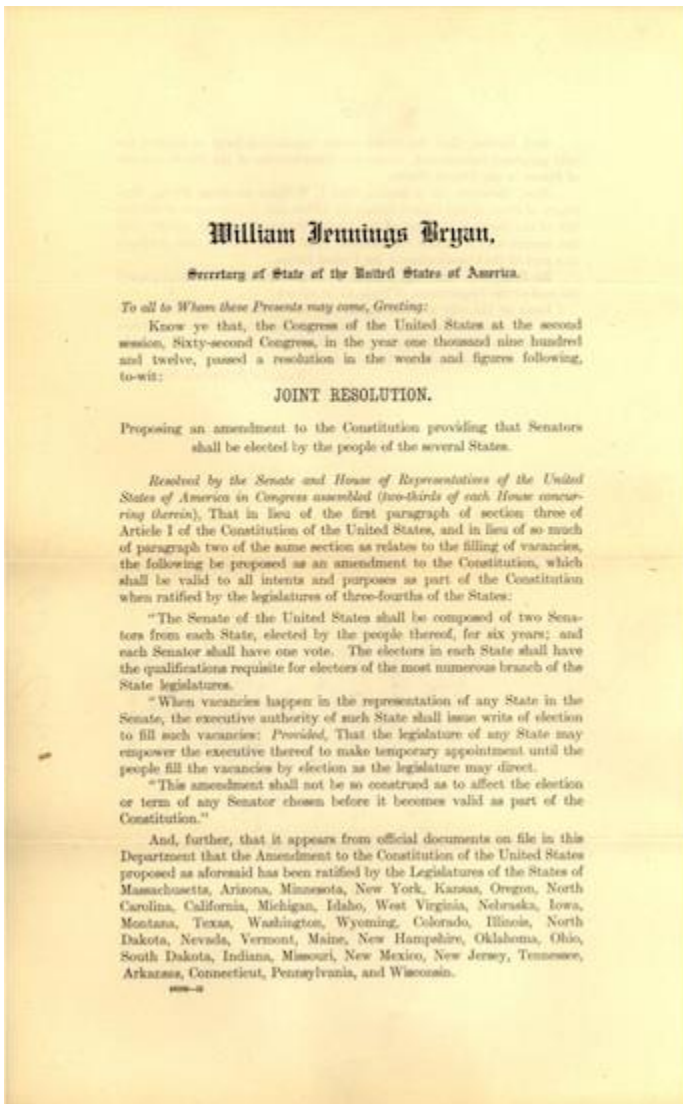 William Jennings Bryan,
Secretary of State of the United States of America.
To all to Whom these Presents may come, Greeting:
Know ye that, the Congress of the United States at the second
session, Sixty-second Congress, in the year one thousand nine hundred
and twelve, passed a resolution in the words and figures following,
to-wit:
JOINT RESOLUTION.
Proposing an amendment to the Constitution providing that Senators
shall be elected by the people of the several States.
Resolved by the Senate and House of Representatives of the United
States of America in Congress assembled (two-thirds of each House concur-
ring therein), That in lieu of the first paragraph of section three of
Article I of the Constitution of the United States, and in lieu of so much
of paragraph two of the same section as relates to the filling of vacancies,
the following be proposed as an amendment to the Constitution, which
shall be valid to all intents and purposes as part of the Constitution
when ratified by the legislatures of three-fourths of the States:
"The Senate of the United States shall be composed of two Sena-
tors from each State, elected by the people thereof, for six years; and
each Senator shall have one vote. The electors in each State shall have
the qualifications requisite for electors of the most numerous branch of the
State legislatures.
"When vacancies happen in the representation of any State in the
Senate, the executive authority of such State shall issue writs of election
to fill such vacancies: Provided, That the legislature of any State may
empower the executive thereof to make temporary appointment until the
people fill the vacancies by election as the legislature may direct.
"This amendment shall not be so construed as to affect the election
or term of any Senator chosen before it becomes valid as part of the
Constitution."
And, further, that it appears from official documents on file in this
Department that the Amendment to the Constitution of the United States
proposed as aforesaid has been ratified by the Legislatures of the States of
Massachusetts, Arizona, Minnesota, New York, Kansas, Oregon, North
Carolina, California, Michigan, Idaho, West Virginia, Nebraska, Iowa,
Montana, Texas, Washington, Wyoming, Colorado, Illinois, North
Dakota, Nevada, Vermont, Maine, New Hampshire, Oklahoma, Ohio,
South Dakota, Indiana, Missouri, New Mexico, New Jersey, Tennessee,
Arkansas, Connecticut, Pennsylvania, and Wisconsin.